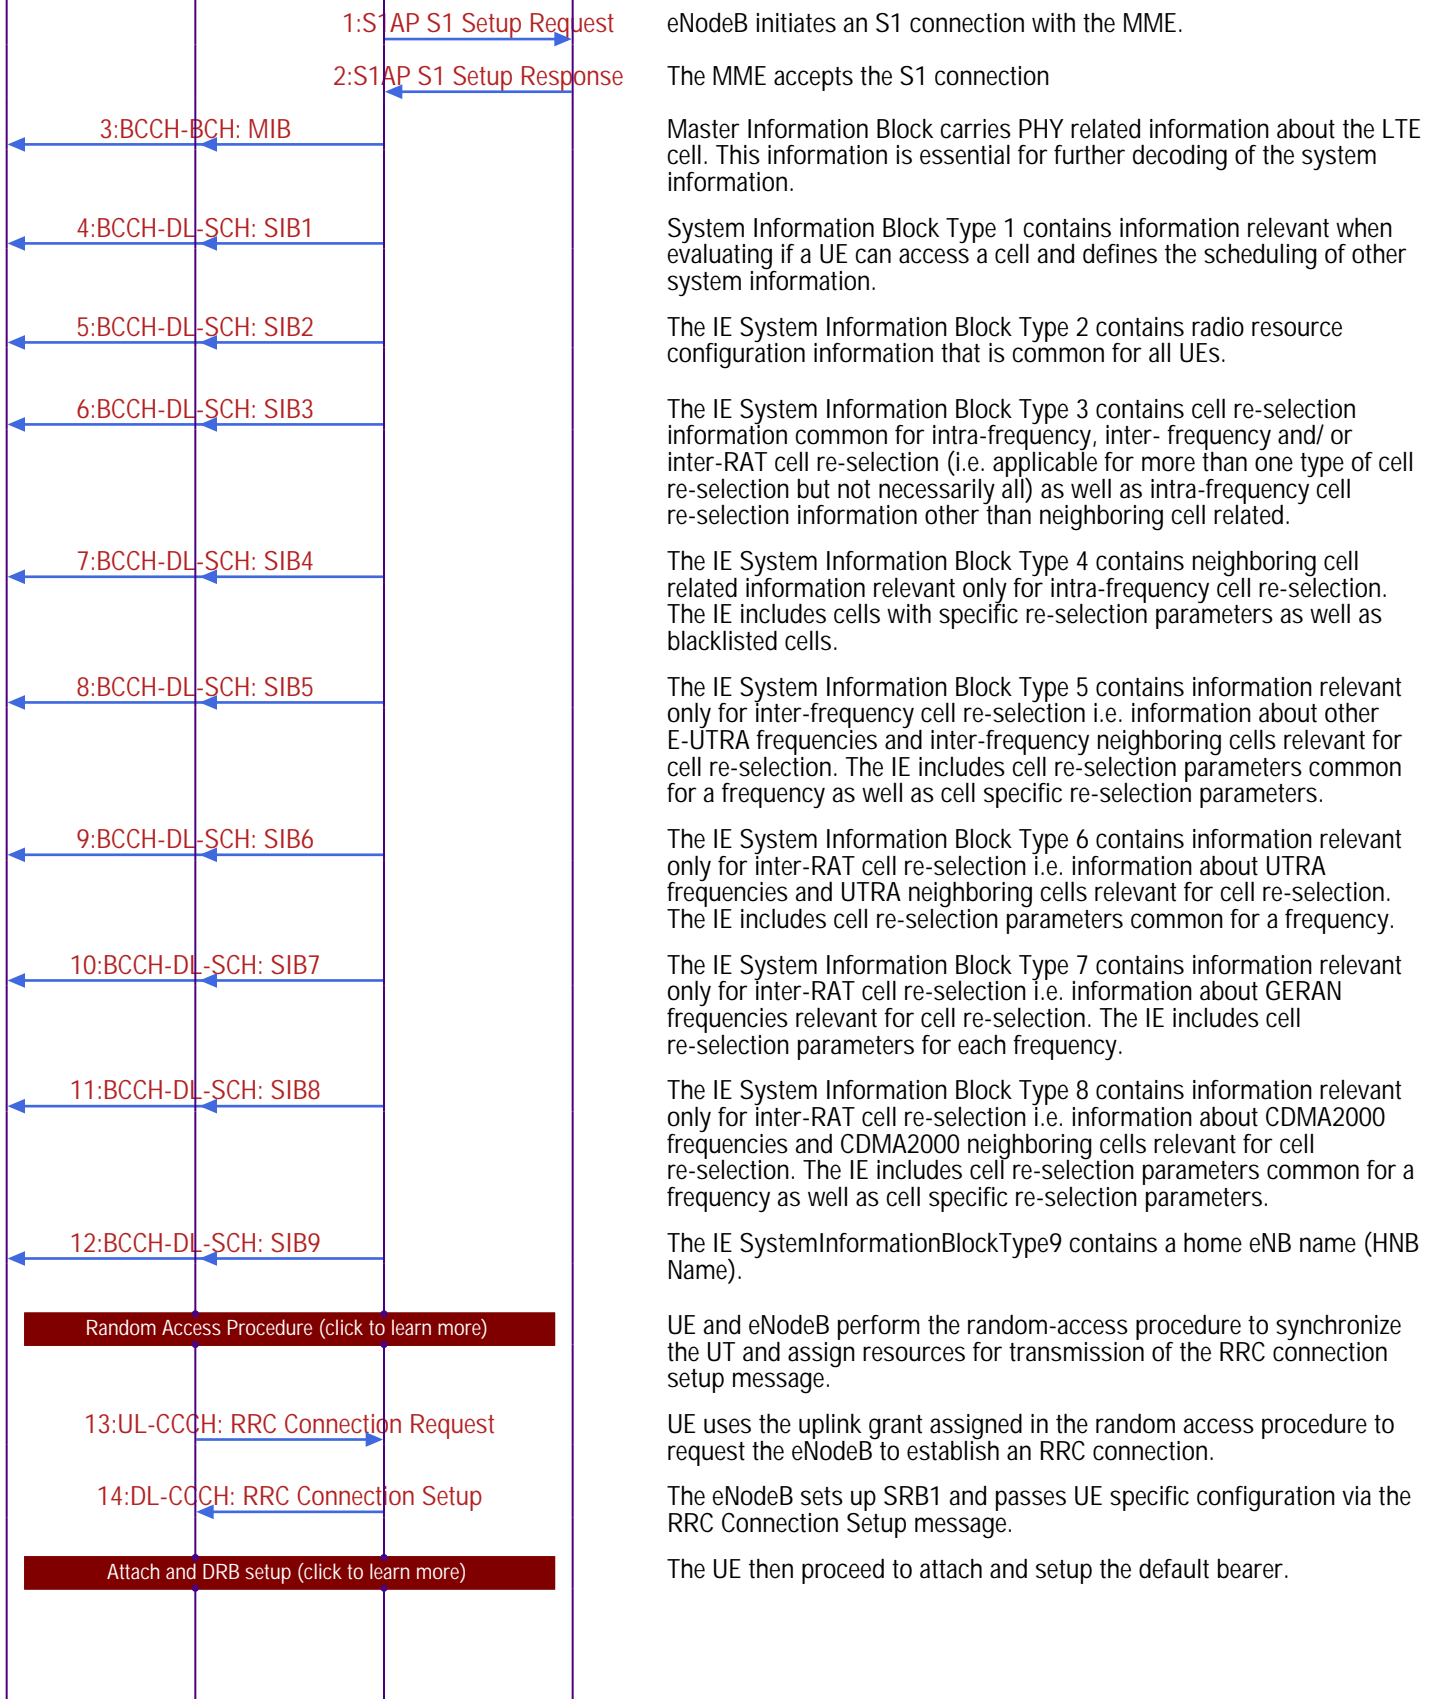 1:S1AP S1 Setup Request
eNodeB initiates an S1 connection with the MME.
2:S1AP S1 Setup Response
The MME accepts the S1 connection
3:BCCH-BCH: MIB
Master Information Block carries PHY related information about the LTE
cell. This information is essential for further decoding of the system
information.
4:BCCH-DL-SCH: SIB1
System Information Block Type 1 contains information relevant when
evaluating if a UE can access a cell and defines the scheduling of other
system information.
5:BCCH-DL-SCH: SIB2
The IE System Information Block Type 2 contains radio resource
configuration information that is common for all UEs.
6:BCCH-DL-SCH: SIB3
The IE System Information Block Type 3 contains cell re-selection
information common for intra-frequency, inter- frequency and/ or
inter-RAT cell re-selection (i.e. applicable for more than one type of cell
re-selection but not necessarily all) as well as intra-frequency cell
re-selection information other than neighboring cell related.
7:BCCH-DL-SCH: SIB4
The IE System Information Block Type 4 contains neighboring cell
related information relevant only for intra-frequency cell re-selection.
The IE includes cells with specific re-selection parameters as well as
blacklisted cells.
8:BCCH-DL-SCH: SIB5
The IE System Information Block Type 5 contains information relevant
only for inter-frequency cell re-selection i.e. information about other
E-UTRA frequencies and inter-frequency neighboring cells relevant for
cell re-selection. The IE includes cell re-selection parameters common
for a frequency as well as cell specific re-selection parameters.
9:BCCH-DL-SCH: SIB6
The IE System Information Block Type 6 contains information relevant
only for inter-RAT cell re-selection i.e. information about UTRA
frequencies and UTRA neighboring cells relevant for cell re-selection.
The IE includes cell re-selection parameters common for a frequency.
10:BCCH-DL-SCH: SIB7
The IE System Information Block Type 7 contains information relevant
only for inter-RAT cell re-selection i.e. information about GERAN
frequencies relevant for cell re-selection. The IE includes cell
re-selection parameters for each frequency.
11:BCCH-DL-SCH: SIB8
The IE System Information Block Type 8 contains information relevant
only for inter-RAT cell re-selection i.e. information about CDMA2000
frequencies and CDMA2000 neighboring cells relevant for cell
re-selection. The IE includes cell re-selection parameters common for a
frequency as well as cell specific re-selection parameters.
12:BCCH-DL-SCH: SIB9
The IE SystemInformationBlockType9 contains a home eNB name (HNB
Name).
Random Access Procedure (click to learn more)
UE and eNodeB perform the random-access procedure to synchronize
the UT and assign resources for transmission of the RRC connection
setup message.
13:UL-CCCH: RRC Connection Request
UE uses the uplink grant assigned in the random access procedure to
request the eNodeB to establish an RRC connection.
14:DL-CCCH: RRC Connection Setup
The eNodeB sets up SRB1 and passes UE specific configuration via the
RRC Connection Setup message.
Attach and DRB setup (click to learn more)
The UE then proceed to attach and setup the default bearer.